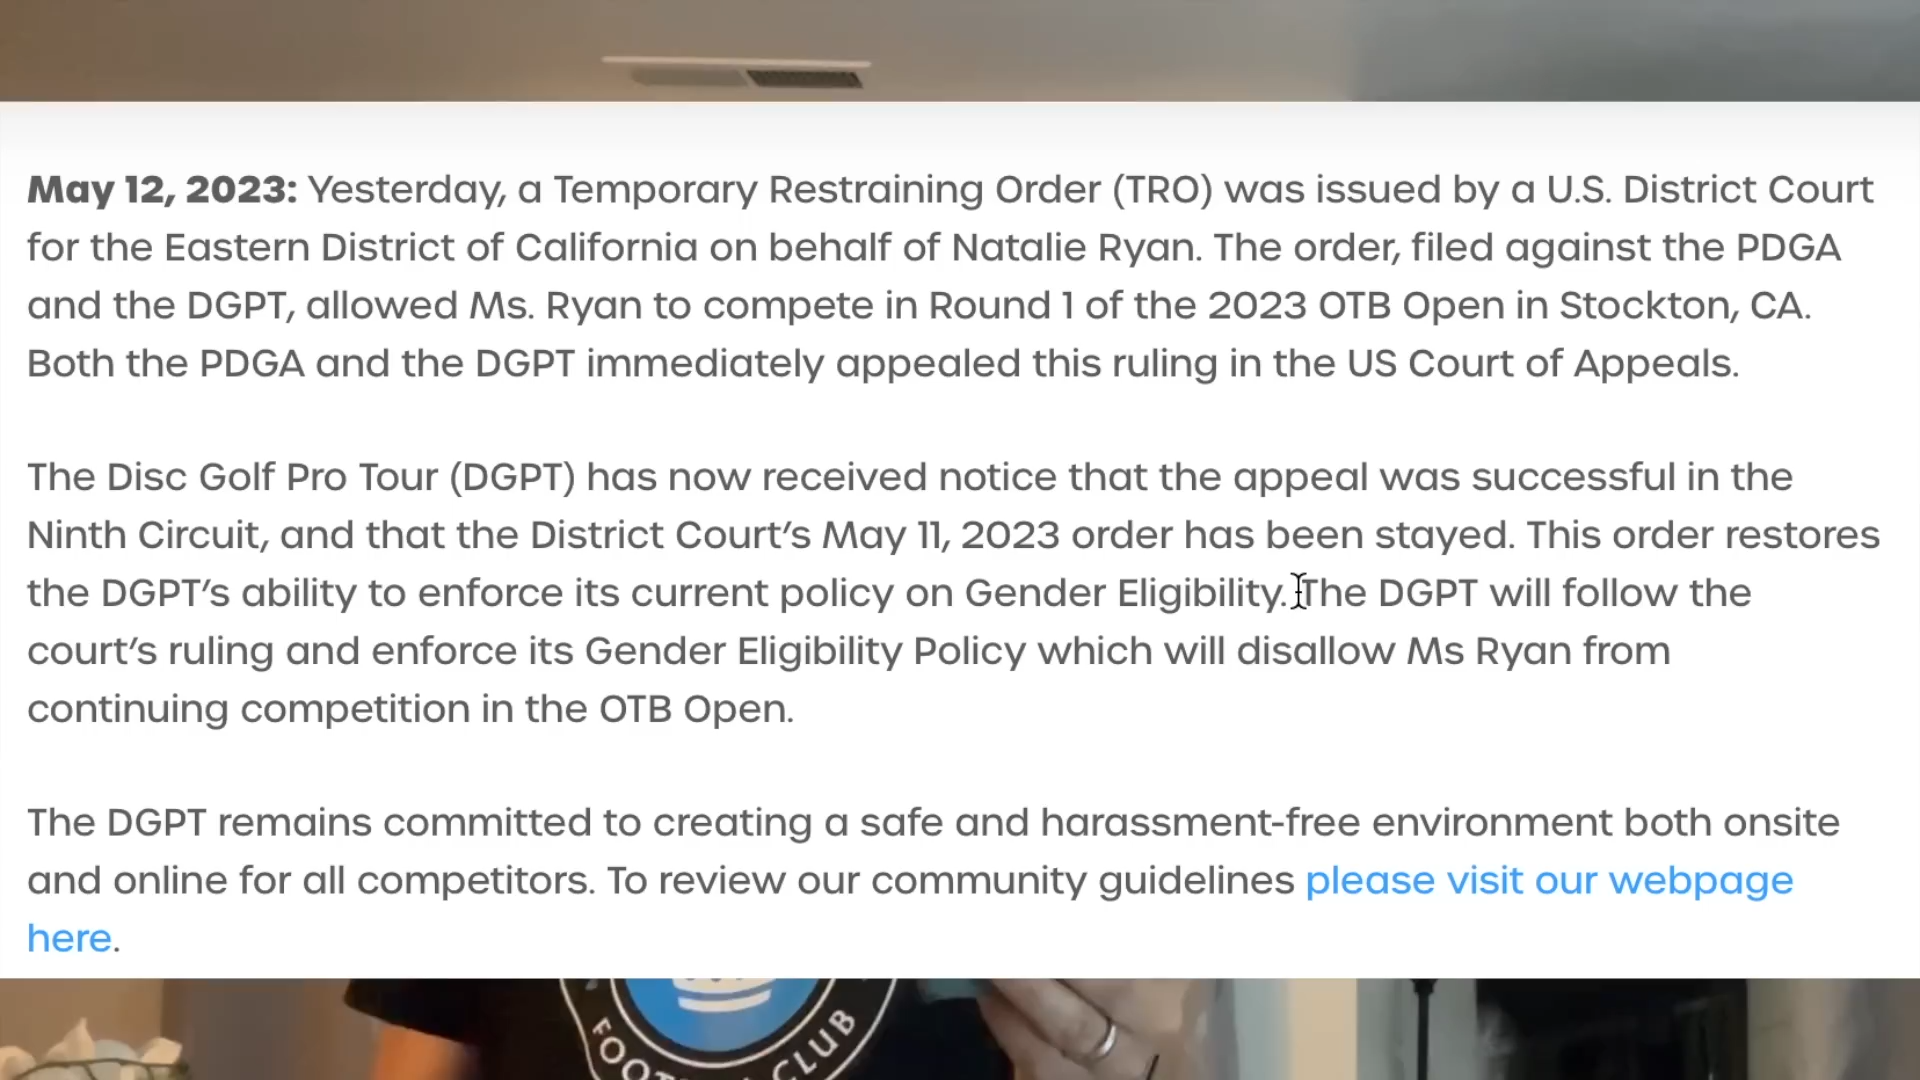 May 12, 2023: Yesterday, a Temporary Restraining Order (TRO) was issued by a U.S. District Court
for the Eastern District of California on behalf of Natalie Ryan. The order, filed against the PDGA
and the DGPT, allowed Ms. Ryan to compete in Round 1 of the 2023 OTB Open in Stockton, CA.
Both the PDGA and the DGPT immediately appealed this ruling in the US Court of Appeals.
The Disc Golf Pro Tour (DGPT) has now received notice that the appeal was successful in the
Ninth Circuit, and that the District Court's May 11, 2023 order has been stayed. This order restores
the DGPT's ability to enforce its current policy on Gender Eligibility. The DGPT will follow the
court's ruling and enforce its Gender Eligibility Policy which will disallow Ms Ryan from
continuing competition in the OTB Open.
The DGPT remains committed to creating a safe and harassment-free environment both onsite
and online for all competitors. To review our community guidelines please visit our webpage
here.
CLUB